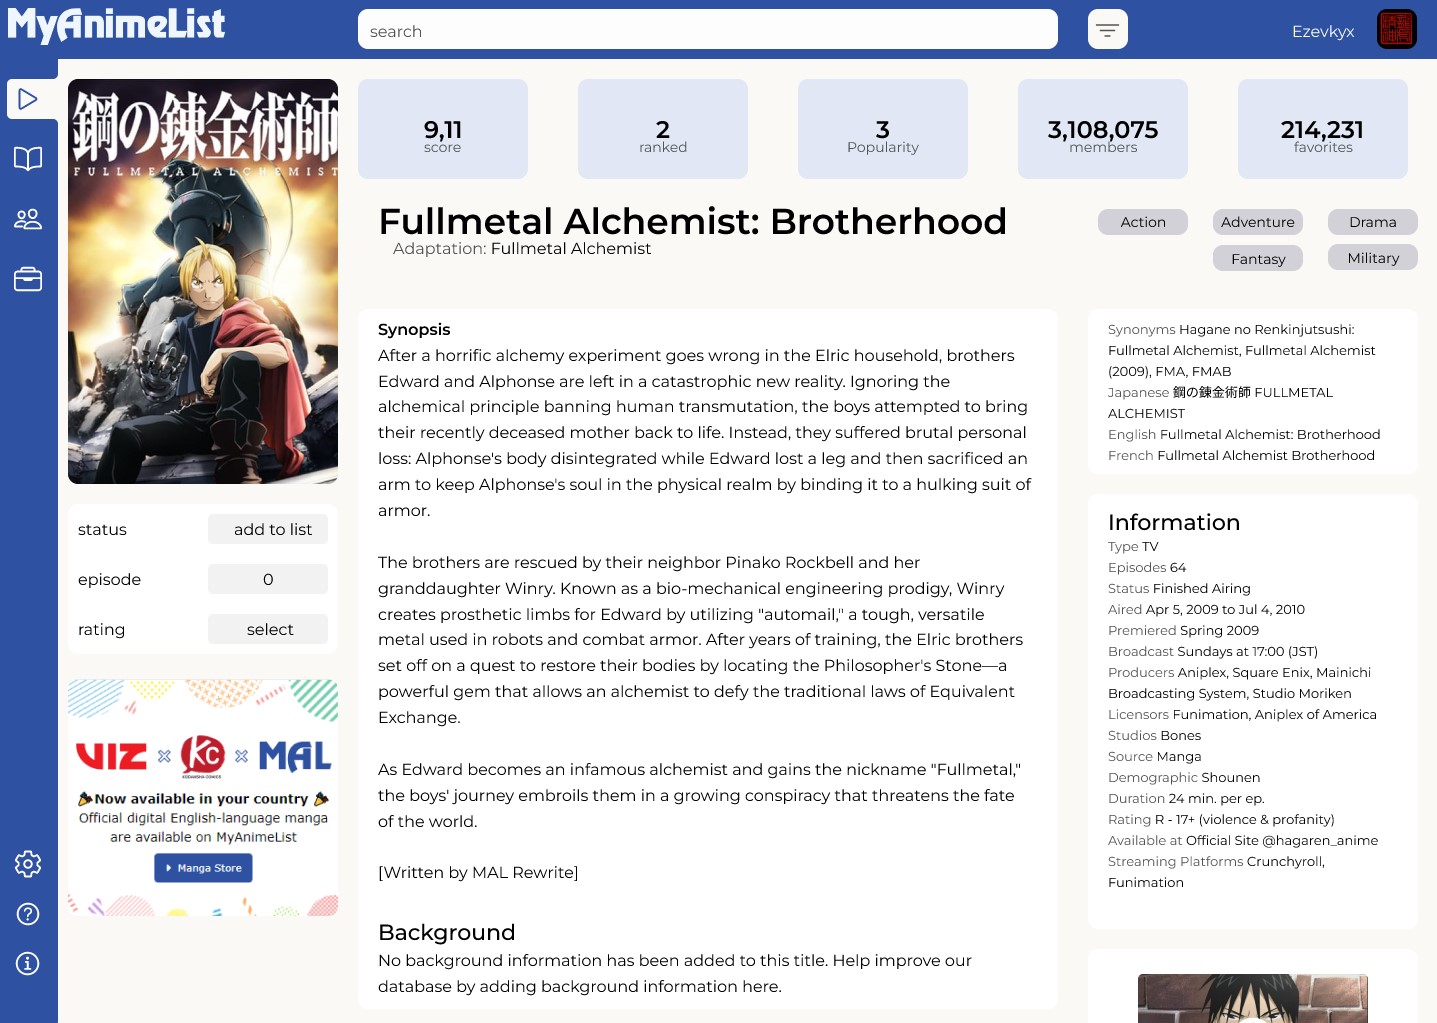 MyAnimeList
search
Ezevkyx
鋼の錬金術師
FULLMETAL ALCHEMIST
9,11
score
2
ranked
3
Popularity
3,108,075
members
214,231
favorites
Fullmetal Alchemist: Brotherhood
Adaptation: Fullmetal Alchemist
Action
Adventure
Drama
Fantasy
Military
status
add to list
episode
0
rating
select
VIZ × KC × MAL
KODANSHA COMICS
Now available in your country
Official digital English-language manga
are available on MyAnimeList
Manga Store
Synopsis
After a horrific alchemy experiment goes wrong in the Elric household, brothers
Edward and Alphonse are left in a catastrophic new reality. Ignoring the
alchemical principle banning human transmutation, the boys attempted to bring
their recently deceased mother back to life. Instead, they suffered brutal personal
loss: Alphonse's body disintegrated while Edward lost a leg and then sacrificed an
arm to keep Alphonse's soul in the physical realm by binding it to a hulking suit of
armor.
The brothers are rescued by their neighbor Pinako Rockbell and her
granddaughter Winry. Known as a bio-mechanical engineering prodigy, Winry
creates prosthetic limbs for Edward by utilizing "automail," a tough, versatile
metal used in robots and combat armor. After years of training, the Elric brothers
set off on a quest to restore their bodies by locating the Philosopher's Stone—a
powerful gem that allows an alchemist to defy the traditional laws of Equivalent
Exchange.
As Edward becomes an infamous alchemist and gains the nickname "Fullmetal,"
the boys' journey embroils them in a growing conspiracy that threatens the fate
of the world.
[Written by MAL Rewrite]
Background
No background information has been added to this title. Help improve our
database by adding background information here.
Synonyms Hagane no Renkinjutsushi:
Fullmetal Alchemist, Fullmetal Alchemist
(2009), FMA, FMAB
Japanese 鋼の錬金術師 FULLMETAL
ALCHEMIST
English Fullmetal Alchemist: Brotherhood
French Fullmetal Alchemist Brotherhood
Information
Type TV
Episodes 64
Status Finished Airing
Aired Apr 5, 2009 to Jul 4, 2010
Premiered Spring 2009
Broadcast Sundays at 17:00 (JST)
Producers Aniplex, Square Enix, Mainichi
Broadcasting System, Studio Moriken
Licensors Funimation, Aniplex of America
Studios Bones
Source Manga
Demographic Shounen
Duration 24 min. per ep.
Rating R - 17+ (violence & profanity)
Available at Official Site @hagaren_anime
Streaming Platforms Crunchyroll,
Funimation